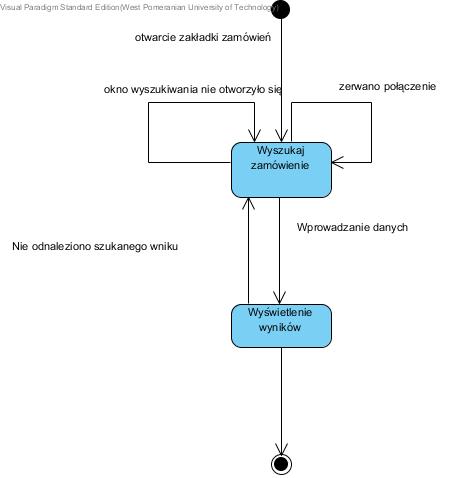 Visual Paradigm Standard Edition(West Pomeranian University of Technology)
otwarcie zakładki zamówień
okno wyszukiwania nie otworzyło się
zerwano połączenie
Wyszukaj
zamówienie
Wprowadzanie danych
Nie odnaleziono szukanego wniku
Wyświetlenie
wyników